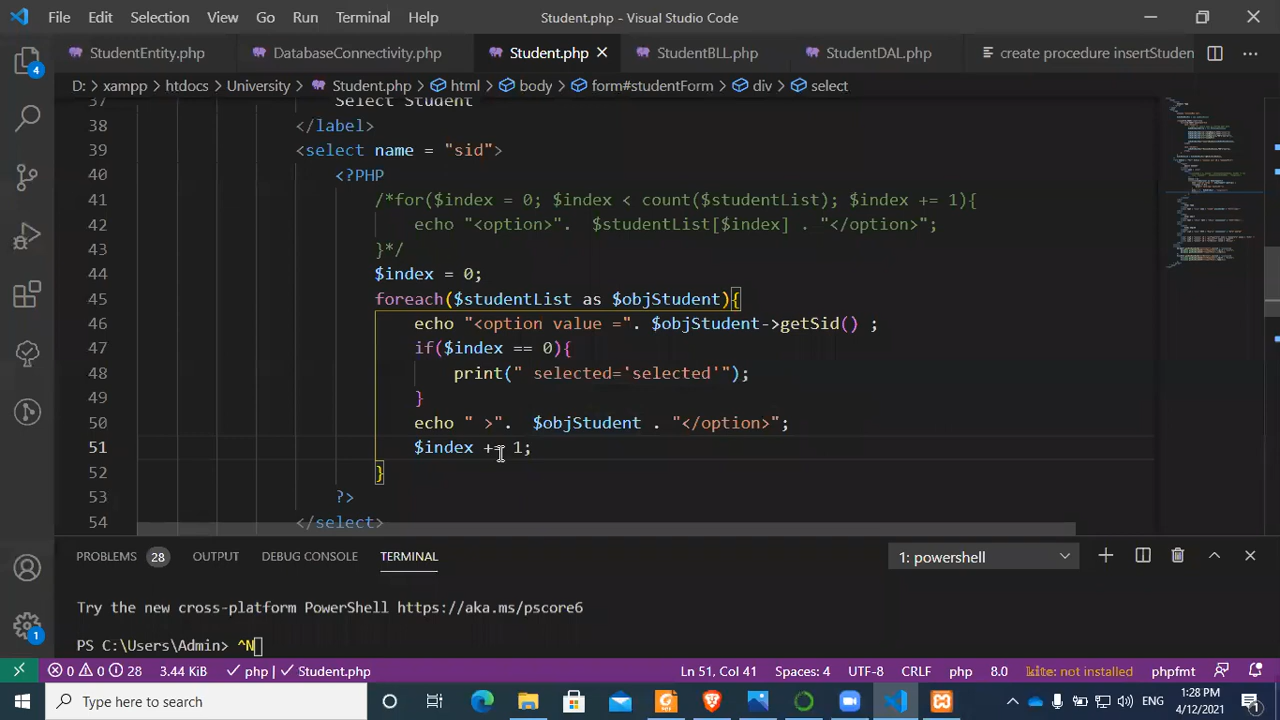 File Edit Selection View Go Run Terminal Help Student.php - Visual Studio Code
StudentEntity.php DatabaseConnectivity.php Student.php StudentBLL.php StudentDAL.php create procedure insertStuden
D: > xampp > htdocs > University > Student.php > html > body > form#studentForm > div > select
37 Select Student
38 </label>
39 <select name = "sid"
40 <?PHP
41 /*for($index = 0; $index < count($studentList); $index += 1){
42 echo "<option>". $studentList[$index] . "</option>";
43 }*/
44 $index = 0;
45 foreach($studentList as $objStudent){
46 echo "<option value =". $objStudent->getSid() ;
47 if($index == 0){
48 print(" selected='selected'");
49 }
50 echo " >". $objStudent . "</option>";
51 $index += 1;
52 }
53 ?>
54 </select>
PROBLEMS 28 OUTPUT DEBUG CONSOLE TERMINAL 1: powershell
Try the new cross-platform PowerShell https://aka.ms/pscore6
PS C:\Users\Admin> ^N
0 0 28 3.44 KiB php | Student.php Ln 51, Col 41 Spaces: 4 UTF-8 CRLF php 8.0 kite: not installed phpfmt
Type here to search ENG 1:28 PM
4/12/2021